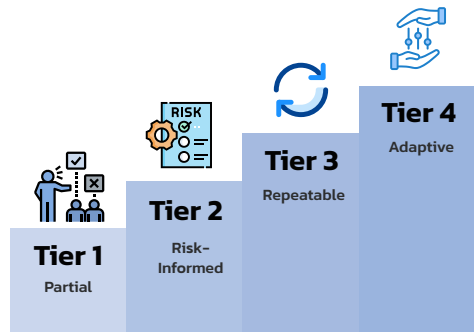 RISK
Tier 1
Partial
Tier 2
Risk-
Informed
Tier 3
Repeatable
Tier 4
Adaptive